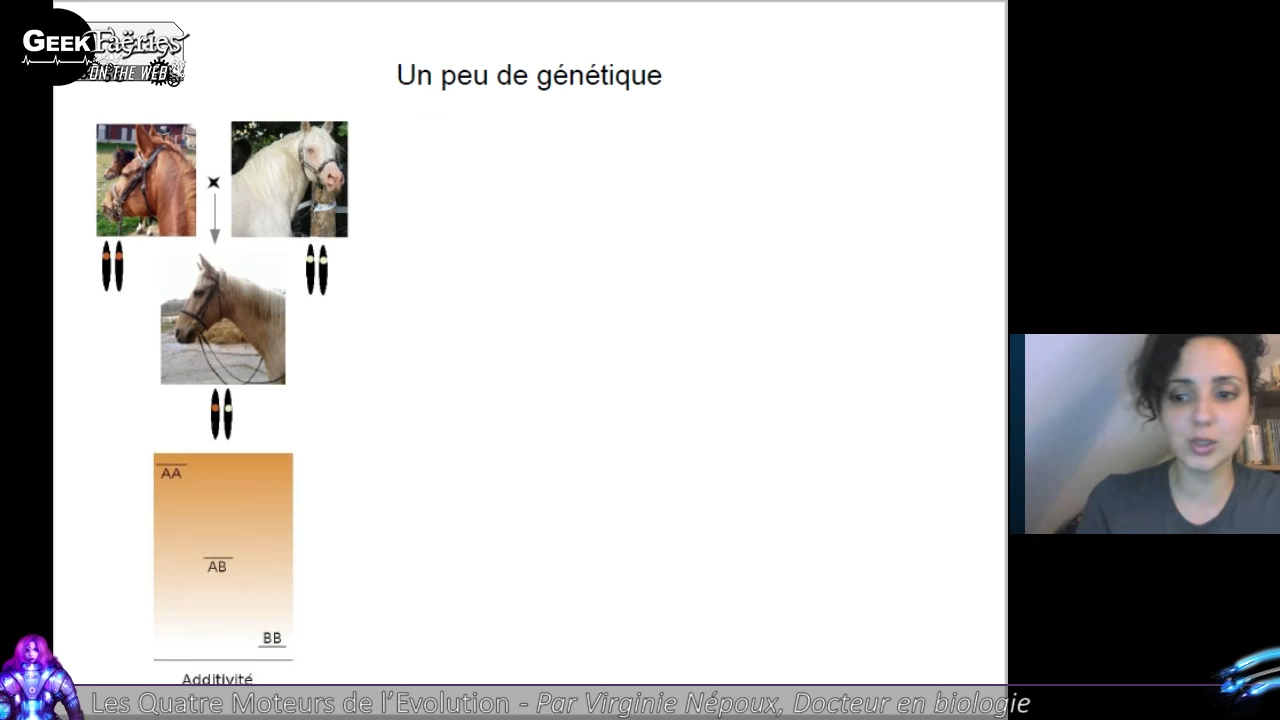 GEEK Faëries
ON THE WEB
Un peu de génétique
AA
AB
BB
Additivité
Les Quatre Moteurs de l'Evolution - Par Virginie Népoux, Docteur en biologie